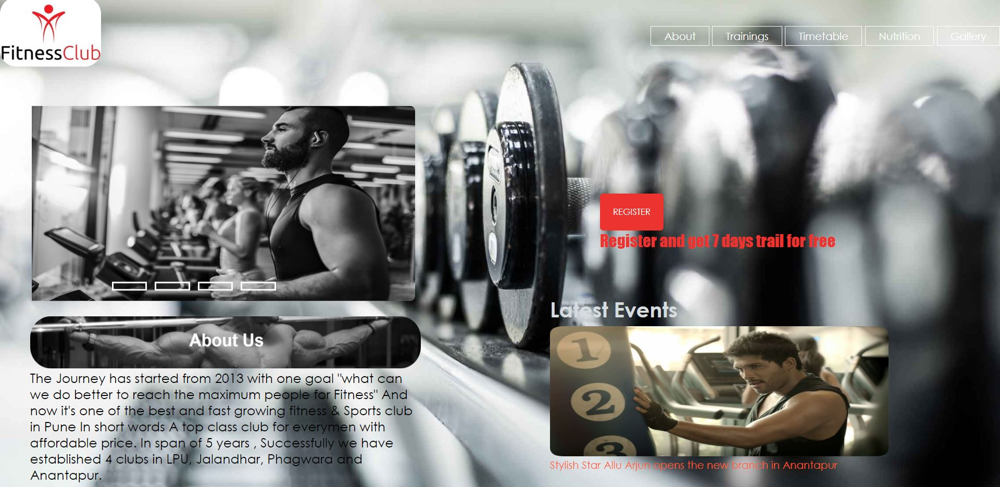 FitnessClub
About
Trainings
Timetable
Nutrition
Gallery
REGISTER
Register and get 7 days trail for free
About Us
The Journey has started from 2013 with one goal "what can
we do better to reach the maximum people for Fitness" And
now it's one of the best and fast growing fitness & Sports club
in Pune In short words A top class club for everymen with
affordable price. In span of 5 years , Successfully we have
established 4 clubs in LPU, Jalandhar, Phagwara and
Anantapur.
Latest Events
1
2
3
Stylish Star Allu Arjun opens the new branch in Anantapur